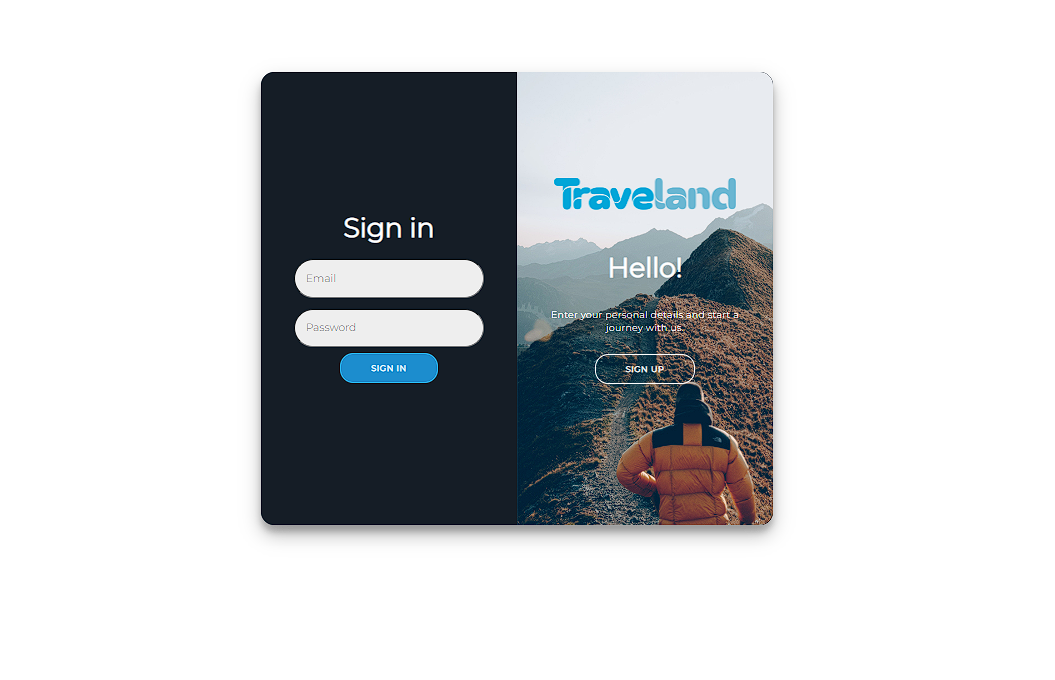 Sign in
Email
Password
SIGN IN
Traveland
Hello!
Enter your personal details and start a
journey with us.
SIGN UP